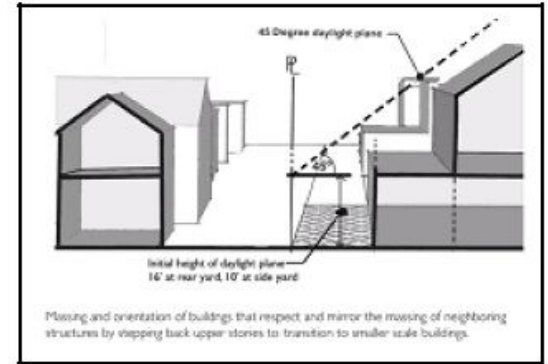 45 Degree daylight plane
PL
45°
Initial height of daylight plane
16' at rear yard, 10' at side yard
Massing and orientation of buildings that respect and mirror the massing of neighboring
structures by stepping back upper stories to transition to smaller scale buildings.